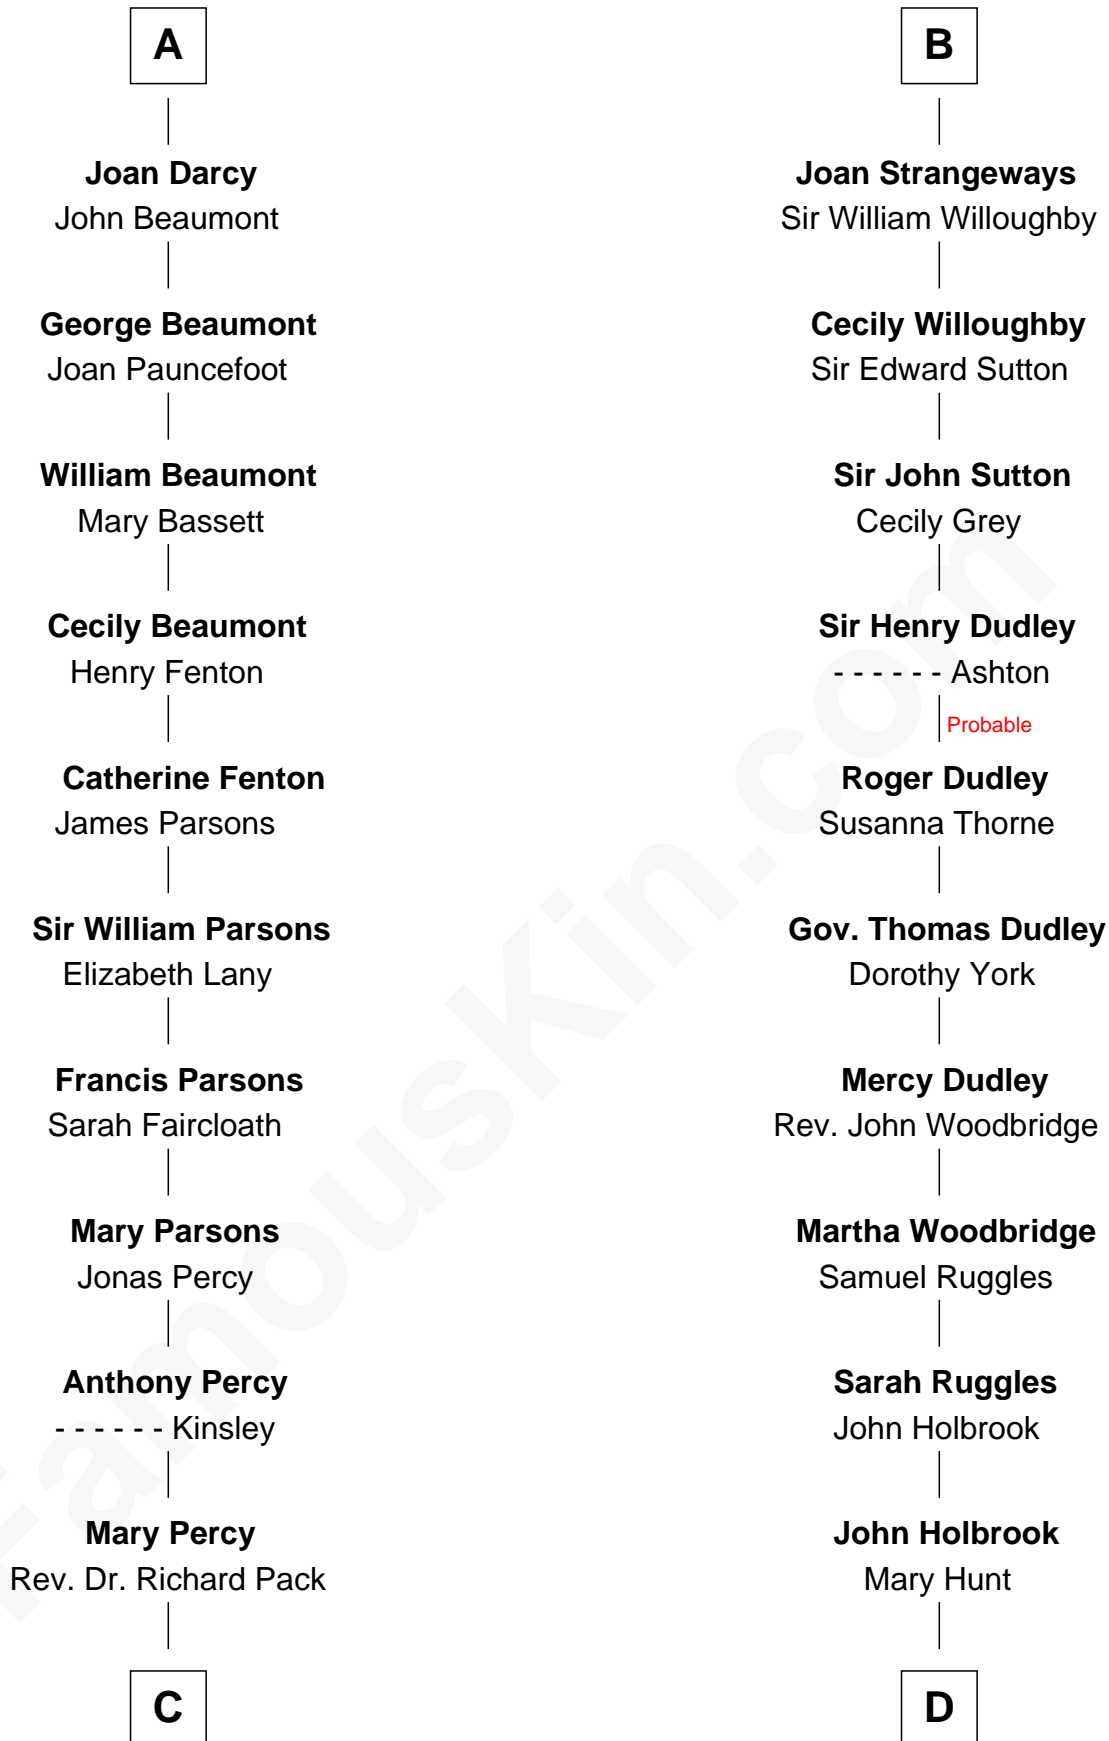 A
Joan Darcy
John Beaumont
George Beaumont
Joan Pauncefoot
William Beaumont
Mary Bassett
Cecily Beaumont
Henry Fenton
Catherine Fenton
James Parsons
Sir William Parsons
Elizabeth Lany
Francis Parsons
Sarah Faircloath
Mary Parsons
Jonas Percy
Anthony Percy
- - - - - - Kinsley
Mary Percy
Rev. Dr. Richard Pack
C
B
Joan Strangeways
Sir William Willoughby
Cecily Willoughby
Sir Edward Sutton
Sir John Sutton
Cecily Grey
Sir Henry Dudley
- - - - - - Ashton
Probable
Roger Dudley
Susanna Thorne
Gov. Thomas Dudley
Dorothy York
Mercy Dudley
Rev. John Woodbridge
Martha Woodbridge
Samuel Ruggles
Sarah Ruggles
John Holbrook
John Holbrook
Mary Hunt
D
FamousKin.com